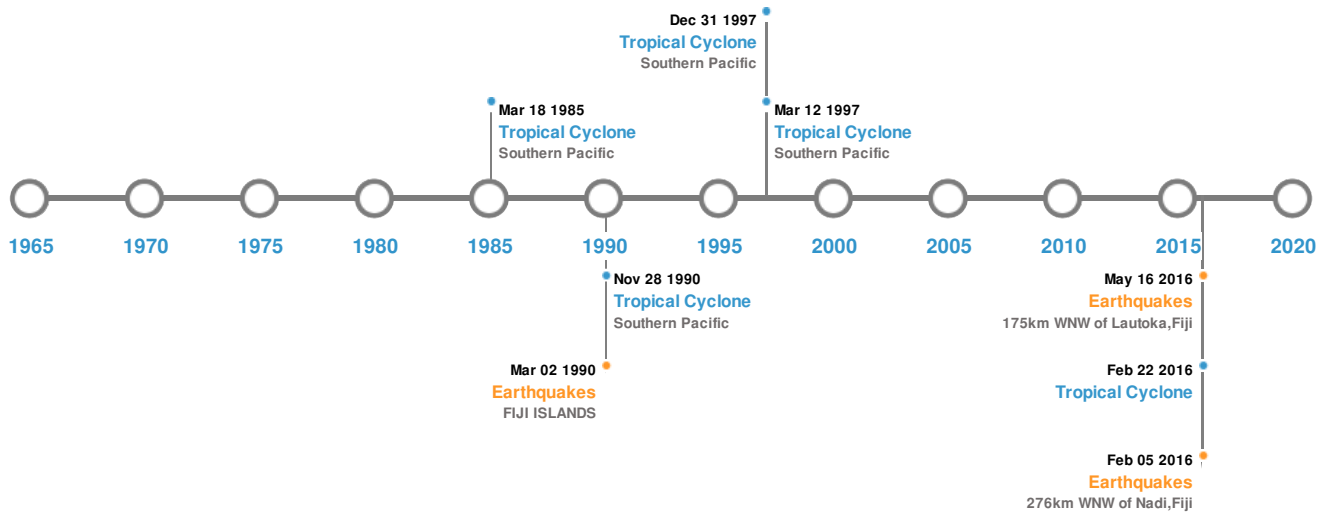 Dec 31 1997
Tropical Cyclone
Southern Pacific
Mar 18 1985
Tropical Cyclone
Southern Pacific
Mar 12 1997
Tropical Cyclone
Southern Pacific
1965 1970 1975 1980 1985 1990 1995 2000 2005 2010 2015 2020
Nov 28 1990
Tropical Cyclone
Southern Pacific
May 16 2016
Earthquakes
175km WNW of Lautoka,Fiji
Mar 02 1990
Earthquakes
FIJI ISLANDS
Feb 22 2016
Tropical Cyclone
Feb 05 2016
Earthquakes
276km WNW of Nadi,Fiji